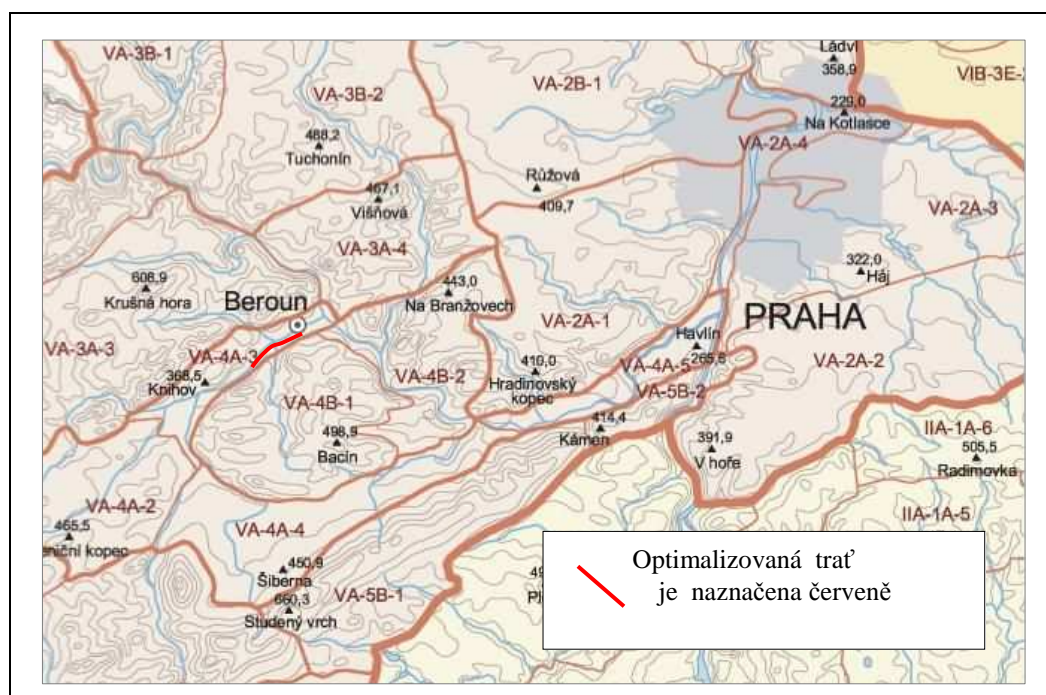 Ládví
VA-3B-1
358,9
VIB-3E-
VA-2B-1
VA-3B-2
229,0
Na Kotlasce
468,2
VA-2A-4
Tuchonín
Růžová
467,1
VA-2A-3
Višňová
409,7
VA-3A-4
322,0
Háj
608,9
443,0
Krušná hora
Beroun
Na Branžovech
PRAHA
VA-2A-1
Havlín
VA-3A-3
VA-4A-3
410,0
VA-4A-5
265,6
VA-2A-2
368,5
VA-4B-2
Hradinovský
kopec
Knihov
VA-5B-2
VA-4B-1
414,4
IIA-1A-6
498,9
Kámen
391,9
505,5
Bacín
V hoře
Radimovka
VA-4A-2
IIA-1A-5
465,5
VA-4A-4
eniční kopec
450,9
Optimalizovaná trať
je naznačena červeně
Šiberna
49
VA-5B-1
Pl
660,3
Studený vrch